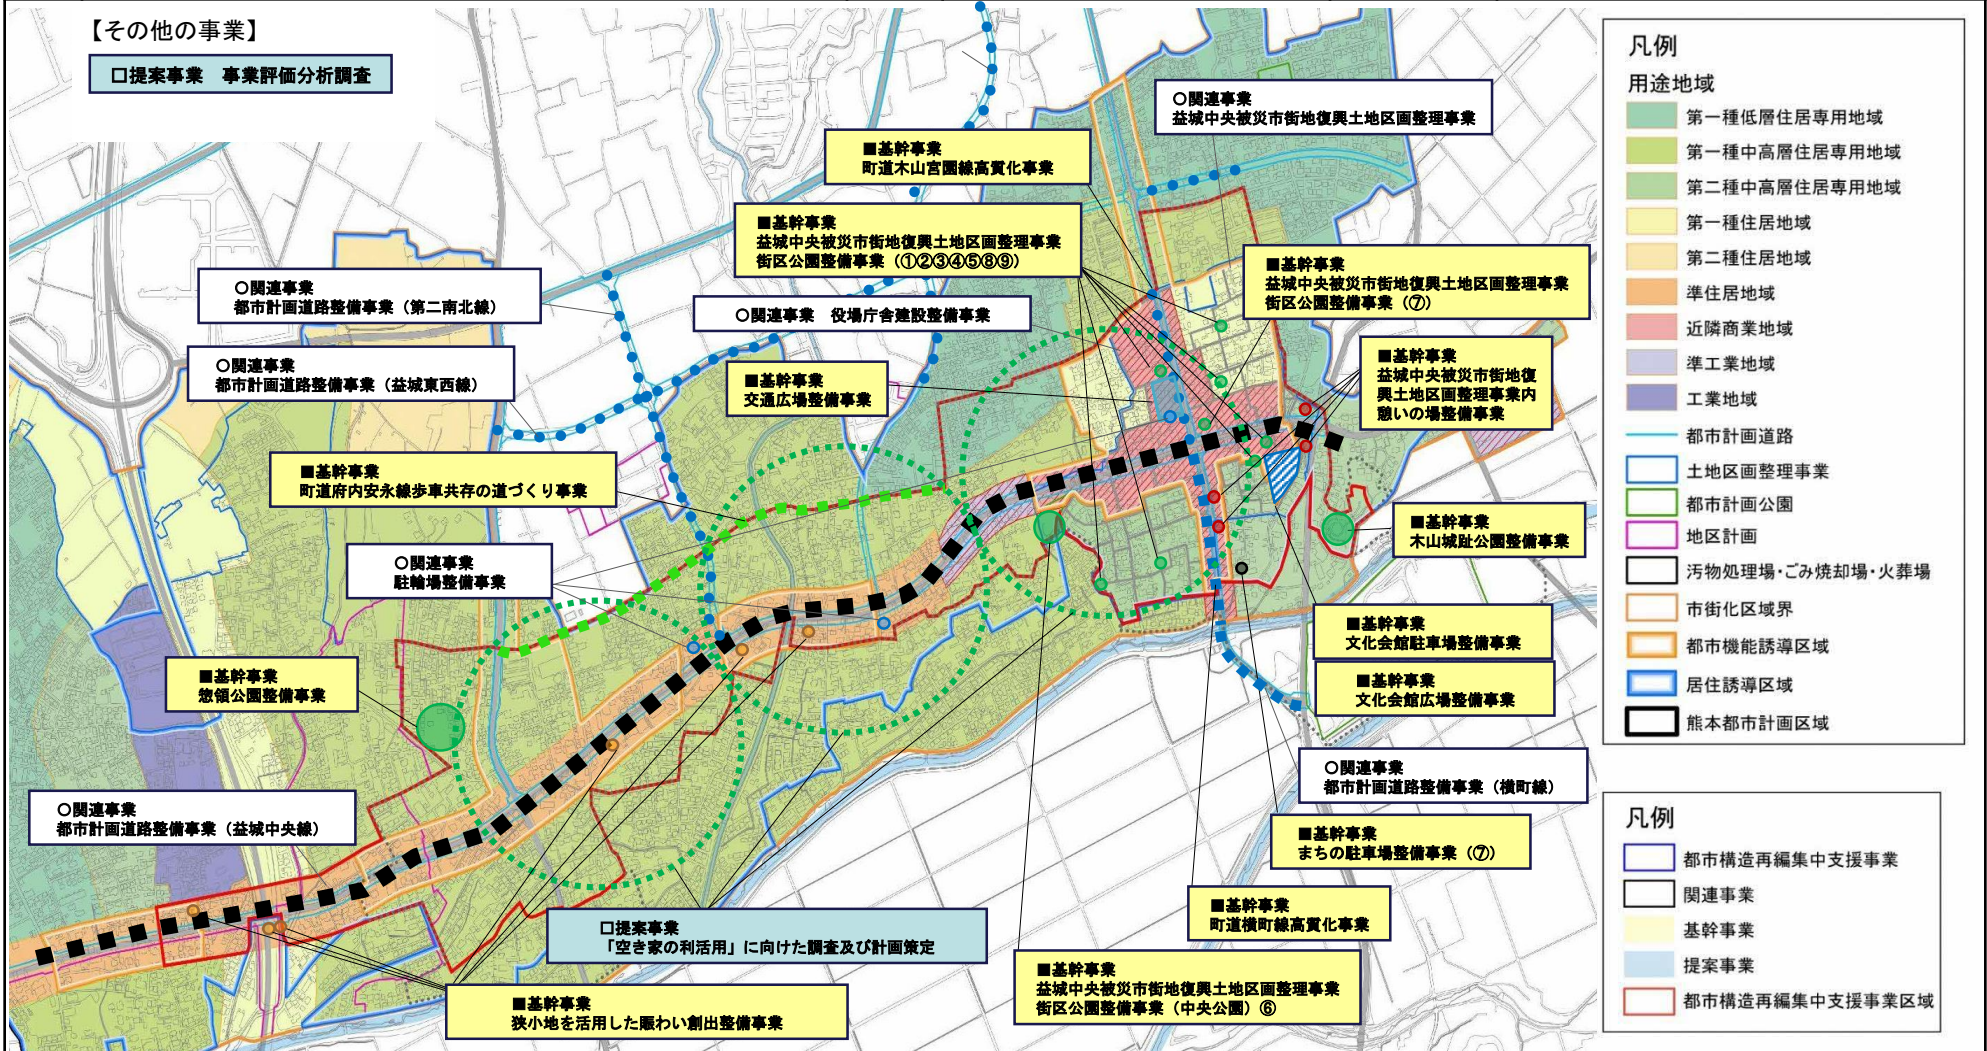 【その他の事業】
□提案事業　事業評価分析調査
○関連事業
益城中央被災市街地復興土地区画整理事業
■基幹事業
町道木山宮園線高質化事業
■基幹事業
益城中央被災市街地復興土地区画整理事業
街区公園整備事業（①②③④⑤⑧⑨）
■基幹事業
益城中央被災市街地復興土地区画整理事業
街区公園整備事業（⑦）
○関連事業
都市計画道路整備事業（第二南北線）
○関連事業　役場庁舎建設整備事業
○関連事業
都市計画道路整備事業（益城東西線）
■基幹事業
交通広場整備事業
■基幹事業
益城中央被災市街地復
興土地区画整理事業内
憩いの場整備事業
■基幹事業
町道府内安永線歩車共存の道づくり事業
■基幹事業
木山城趾公園整備事業
○関連事業
駐輪場整備事業
■基幹事業
文化会館駐車場整備事業
■基幹事業
惣領公園整備事業
■基幹事業
文化会館広場整備事業
○関連事業
都市計画道路整備事業（横町線）
○関連事業
都市計画道路整備事業（益城中央線）
■基幹事業
まちの駐車場整備事業（⑦）
■基幹事業
町道横町線高質化事業
□提案事業
「空き家の利活用」に向けた調査及び計画策定
■基幹事業
益城中央被災市街地復興土地区画整理事業
街区公園整備事業（中央公園）⑥
■基幹事業
狭小地を活用した賑わい創出整備事業
凡例
用途地域
第一種低層住居専用地域
第一種中高層住居専用地域
第二種中高層住居専用地域
第一種住居地域
第二種住居地域
準住居地域
近隣商業地域
準工業地域
工業地域
都市計画道路
土地区画整理事業
都市計画公園
地区計画
汚物処理場・ごみ焼却場・火葬場
市街化区域界
都市機能誘導区域
居住誘導区域
熊本都市計画区域
凡例
都市構造再編集中支援事業
関連事業
基幹事業
提案事業
都市構造再編集中支援事業区域